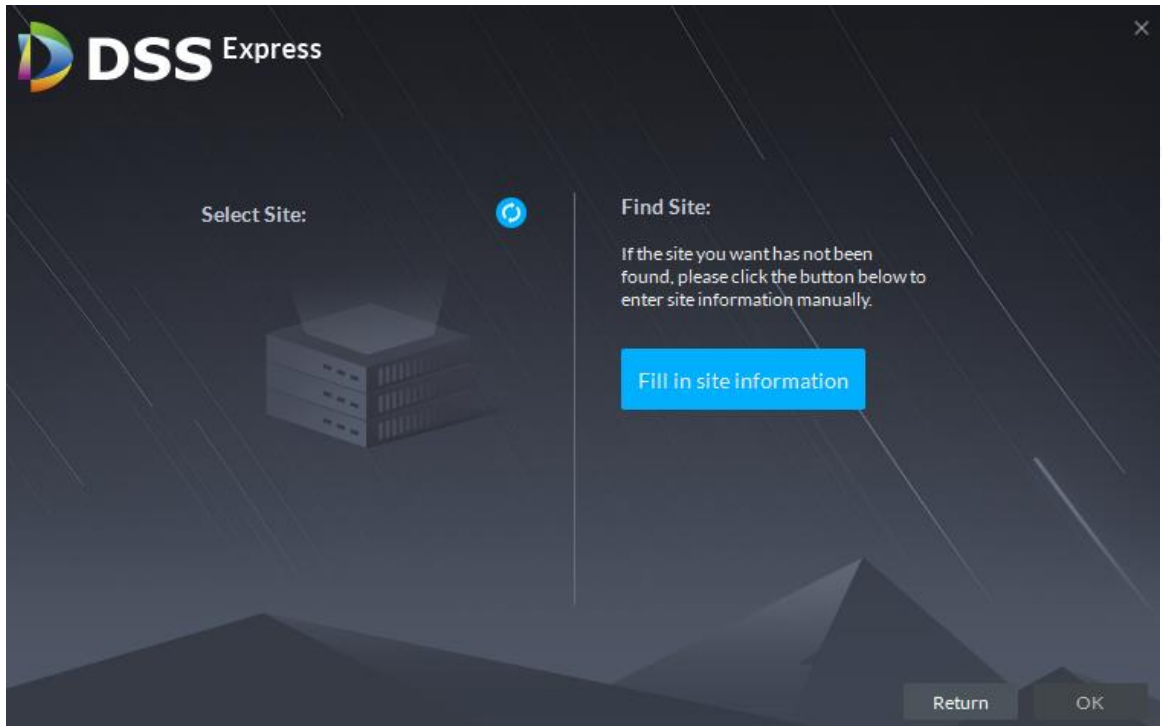 DSS Express
Select Site:
Find Site:
If the site you want has not been
found, please click the button below to
enter site information manually.
Fill in site information
Return
OK